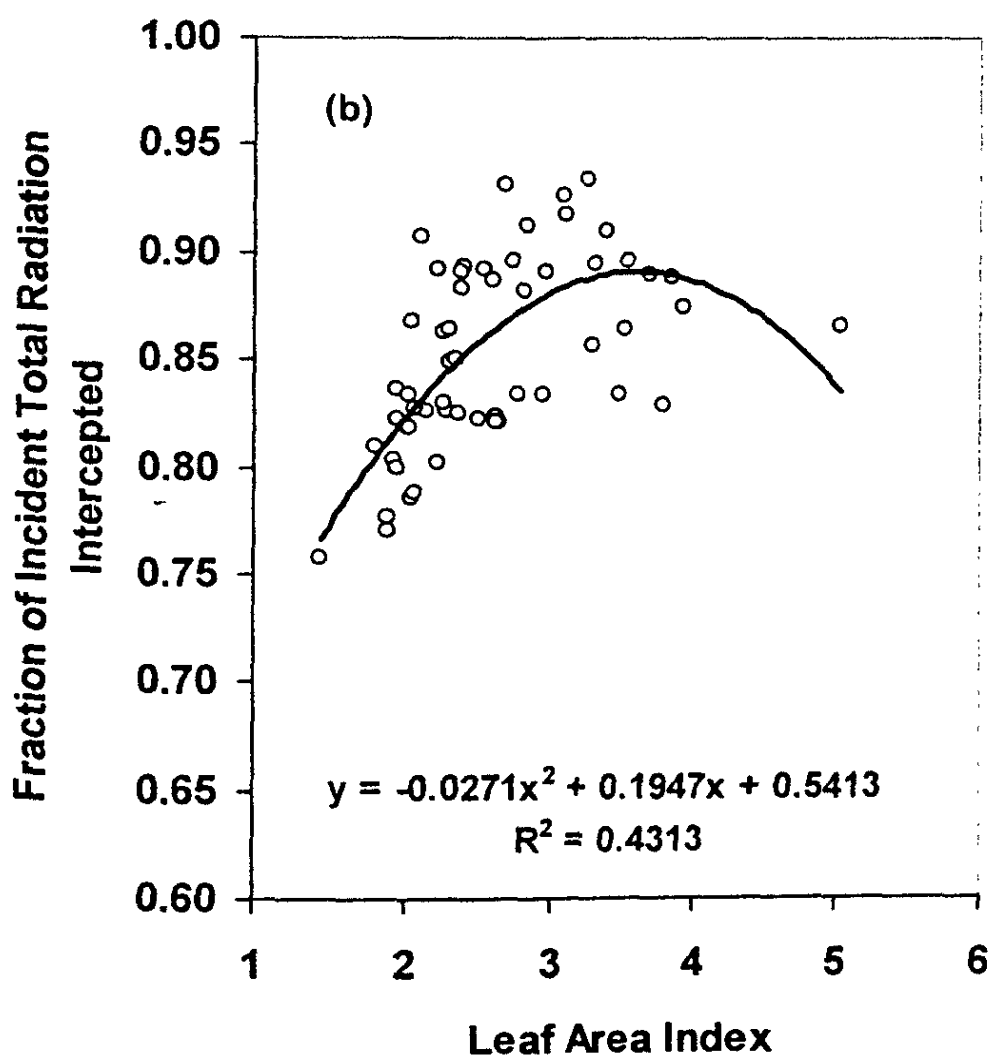 Fraction of Incident Total Radiation
Intercepted
1.00
0.95
0.90
0.85
0.80
0.75
0.70
0.65
0.60
(b)
y = -0.0271x² + 0.1947x + 0.5413
R² = 0.4313
1 2 3 4 5 6
Leaf Area Index